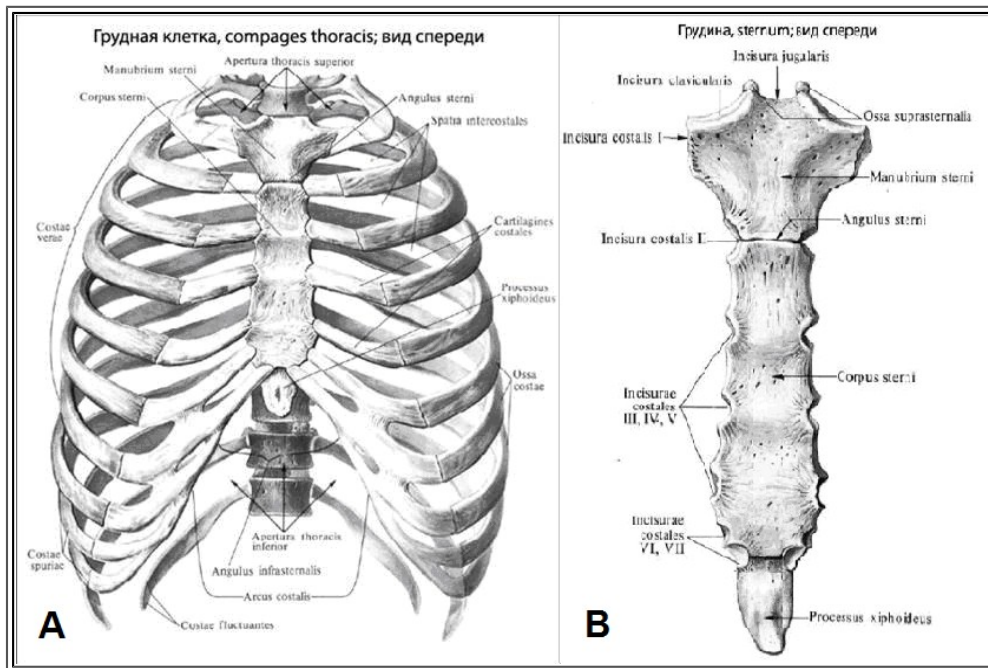 Грудная клетка, compages thoracis; вид спереди
Apertura thoracis superior
Manubrium sterni
Corpus sterni
Angulus sterni
Spatia intercostales
Costae
verae
Cartilagines
costales
Processus
xiphoideus
Ossa
costae
Apertura thoracis
inferior
Costae
spuriae
Angulus infrasternalis
Arcus costalis
Costae fluctuantes
A
Грудина, sternum; вид спереди
Incisura jugalaris
Incisura clavicularis
Ossa suprasternalia
Incisura costalis I
Manubrium sterni
Angulus sterni
Incisura costalis II
Corpus sterni
Incisurae
costales
III, IV, V
Incisurae
costales
VI, VII
Processus xiphoideus
B